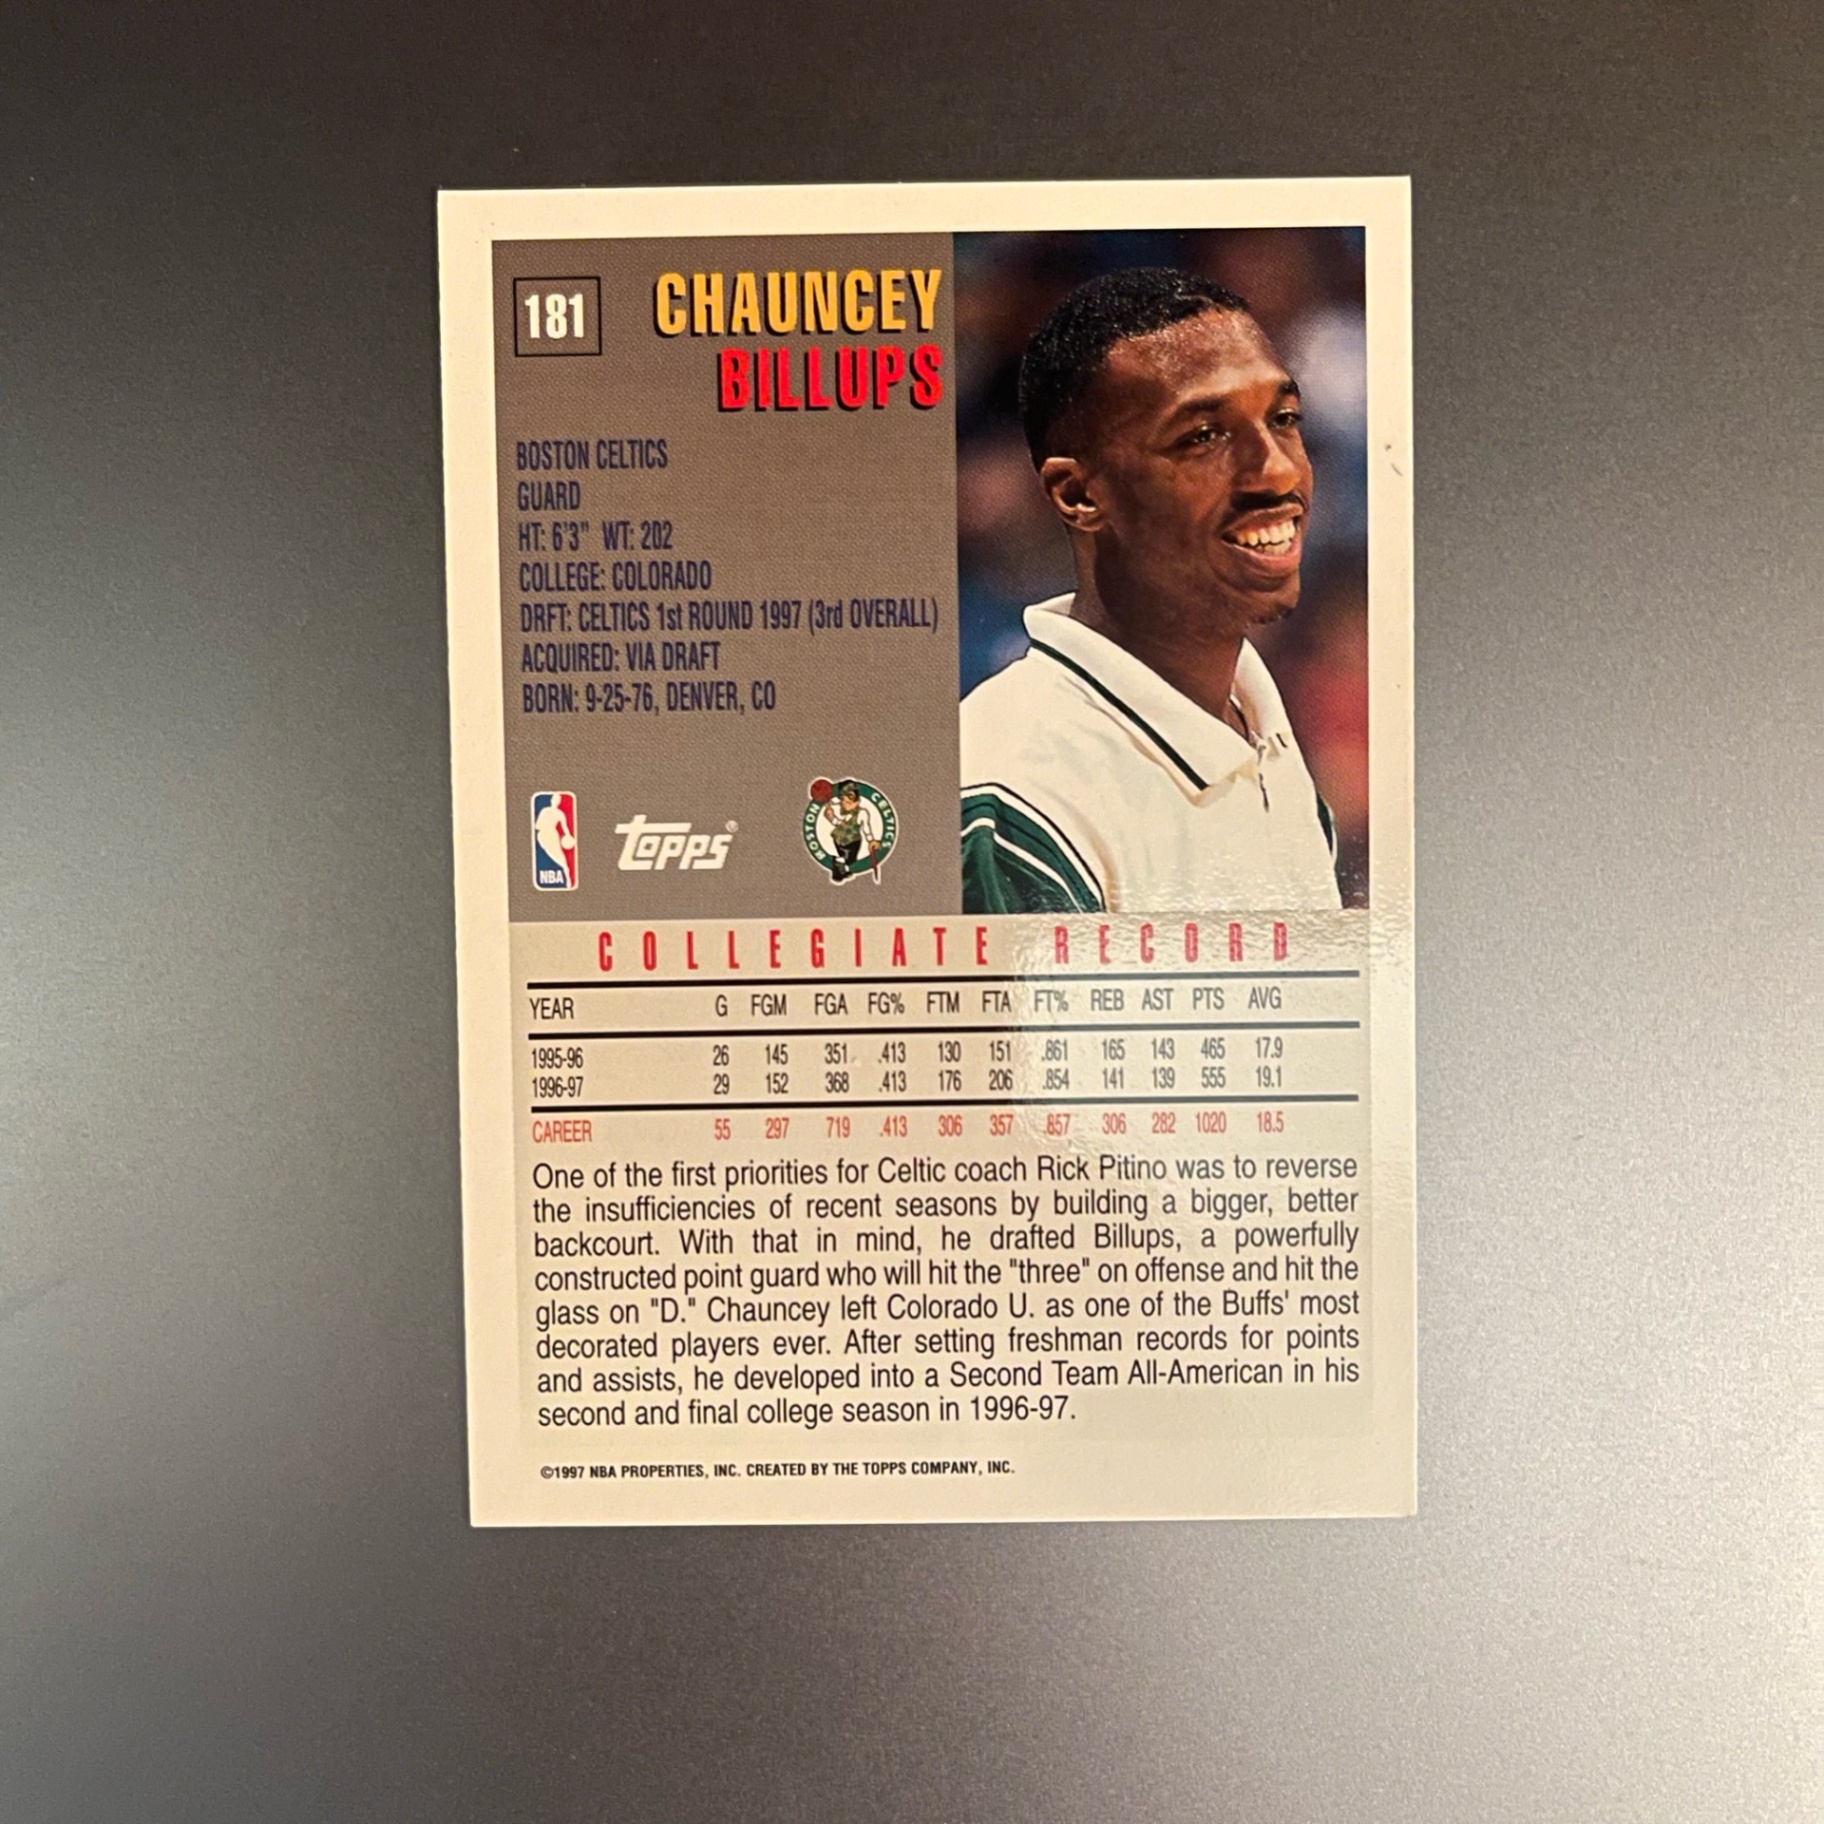 181
CHAUNCEY
BILLUPS
BOSTON CELTICS
GUARD
HT: 6'3" WT: 202
COLLEGE: COLORADO
DRFT: CELTICS 1st ROUND 1997 (3rd OVERALL)
ACQUIRED: VIA DRAFT
BORN: 9-25-76, DENVER, CO
NBA
TOPPS®
BOSTON CELTICS
COLLEGIATE RECORD
YEAR G FGM FGA FG% FTM FTA FT% REB AST PTS AVG
1995-96 26 145 351 .413 130 151 .861 165 143 465 17.9
1996-97 29 152 368 .413 176 206 .854 141 139 555 19.1
CAREER 55 297 719 .413 306 357 .857 306 282 1020 18.5
One of the first priorities for Celtic coach Rick Pitino was to reverse
the insufficiencies of recent seasons by building a bigger, better
backcourt. With that in mind, he drafted Billups, a powerfully
constructed point guard who will hit the "three" on offense and hit the
glass on "D." Chauncey left Colorado U. as one of the Buffs' most
decorated players ever. After setting freshman records for points
and assists, he developed into a Second Team All-American in his
second and final college season in 1996-97.
©1997 NBA PROPERTIES, INC. CREATED BY THE TOPPS COMPANY, INC.